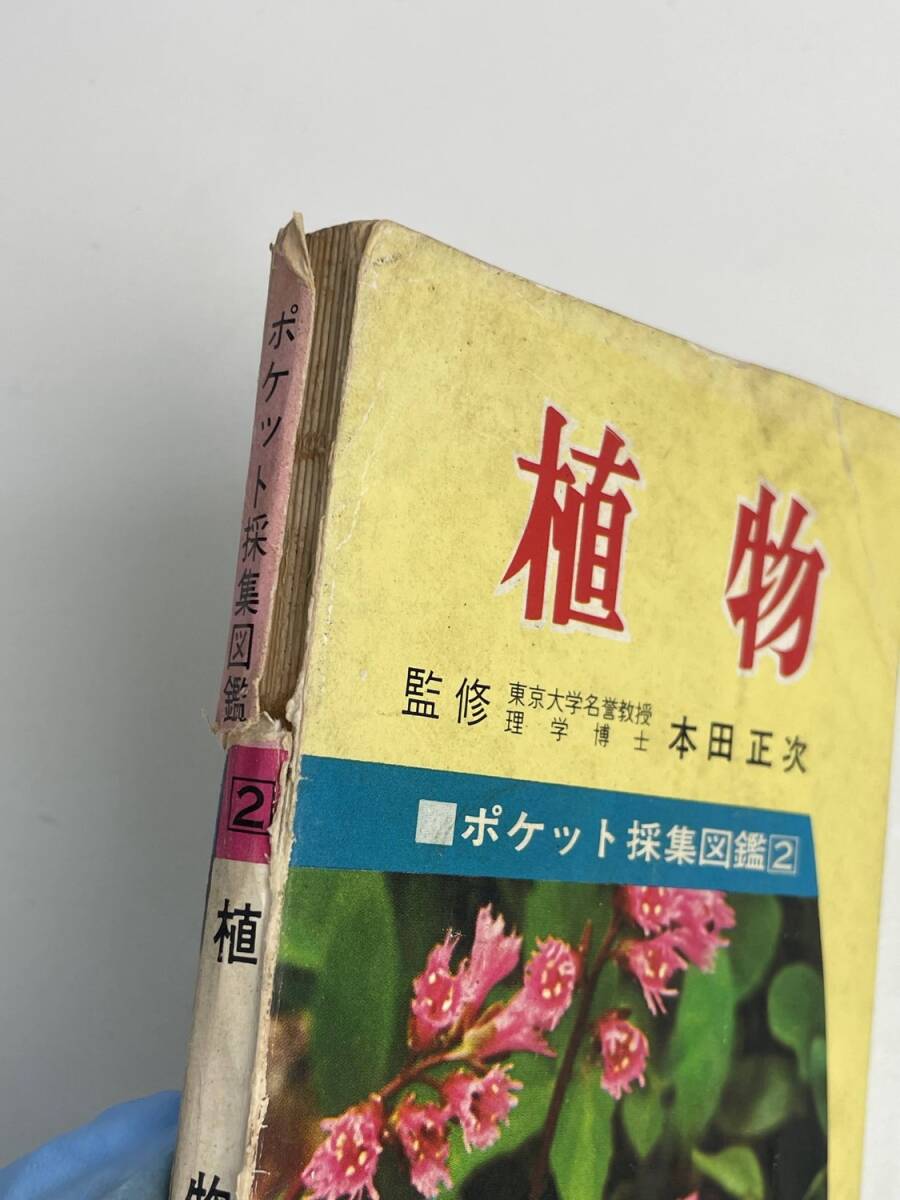 植物
監修 東京大学名誉教授 理学博士 本田正次
■ポケット採集図鑑2
ポケット採集図鑑
2
植物